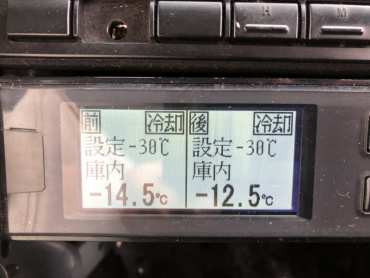 H M
前 冷却 後 冷却
設定-30℃ 設定-30℃
庫内 庫内
-14.5℃ -12.5℃